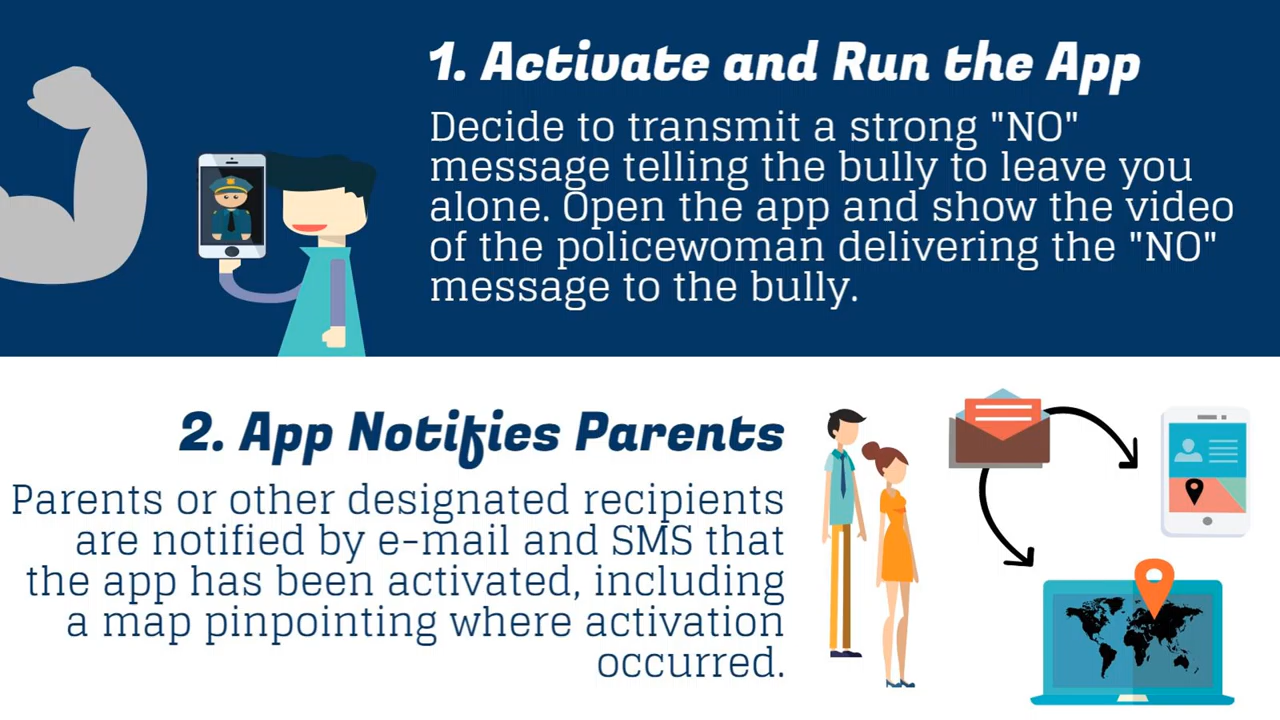 1. Activate and Run the App
Decide to transmit a strong "NO"
message telling the bully to leave you
alone. Open the app and show the video
of the policewoman delivering the "NO"
message to the bully.
2. App Notifies Parents
Parents or other designated recipients
are notified by e-mail and SMS that
the app has been activated, including
a map pinpointing where activation
occurred.